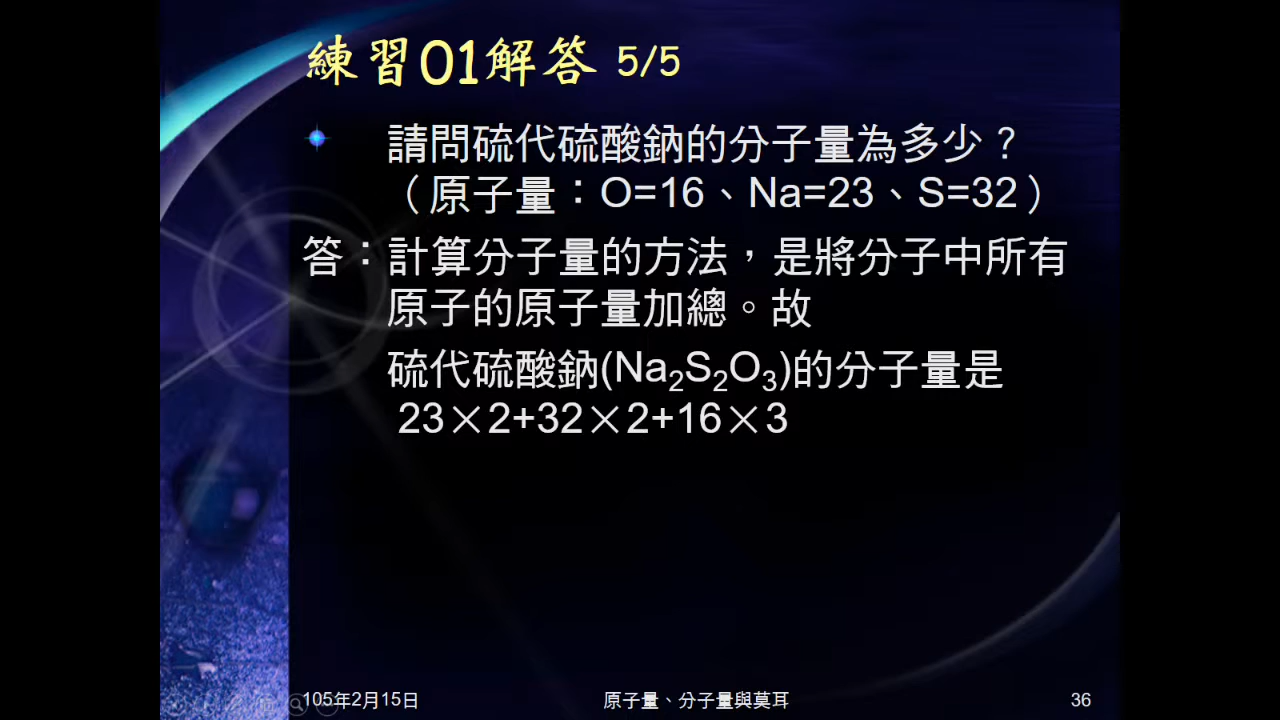 練習01解答 5/5
請問硫代硫酸鈉的分子量為多少？
（原子量：O=16、Na=23、S=32）
答：計算分子量的方法，是將分子中所有
原子的原子量加總。故
硫代硫酸鈉(Na₂S₂O₃)的分子量是
23×2+32×2+16×3
105年2月15日
原子量、分子量與莫耳
36